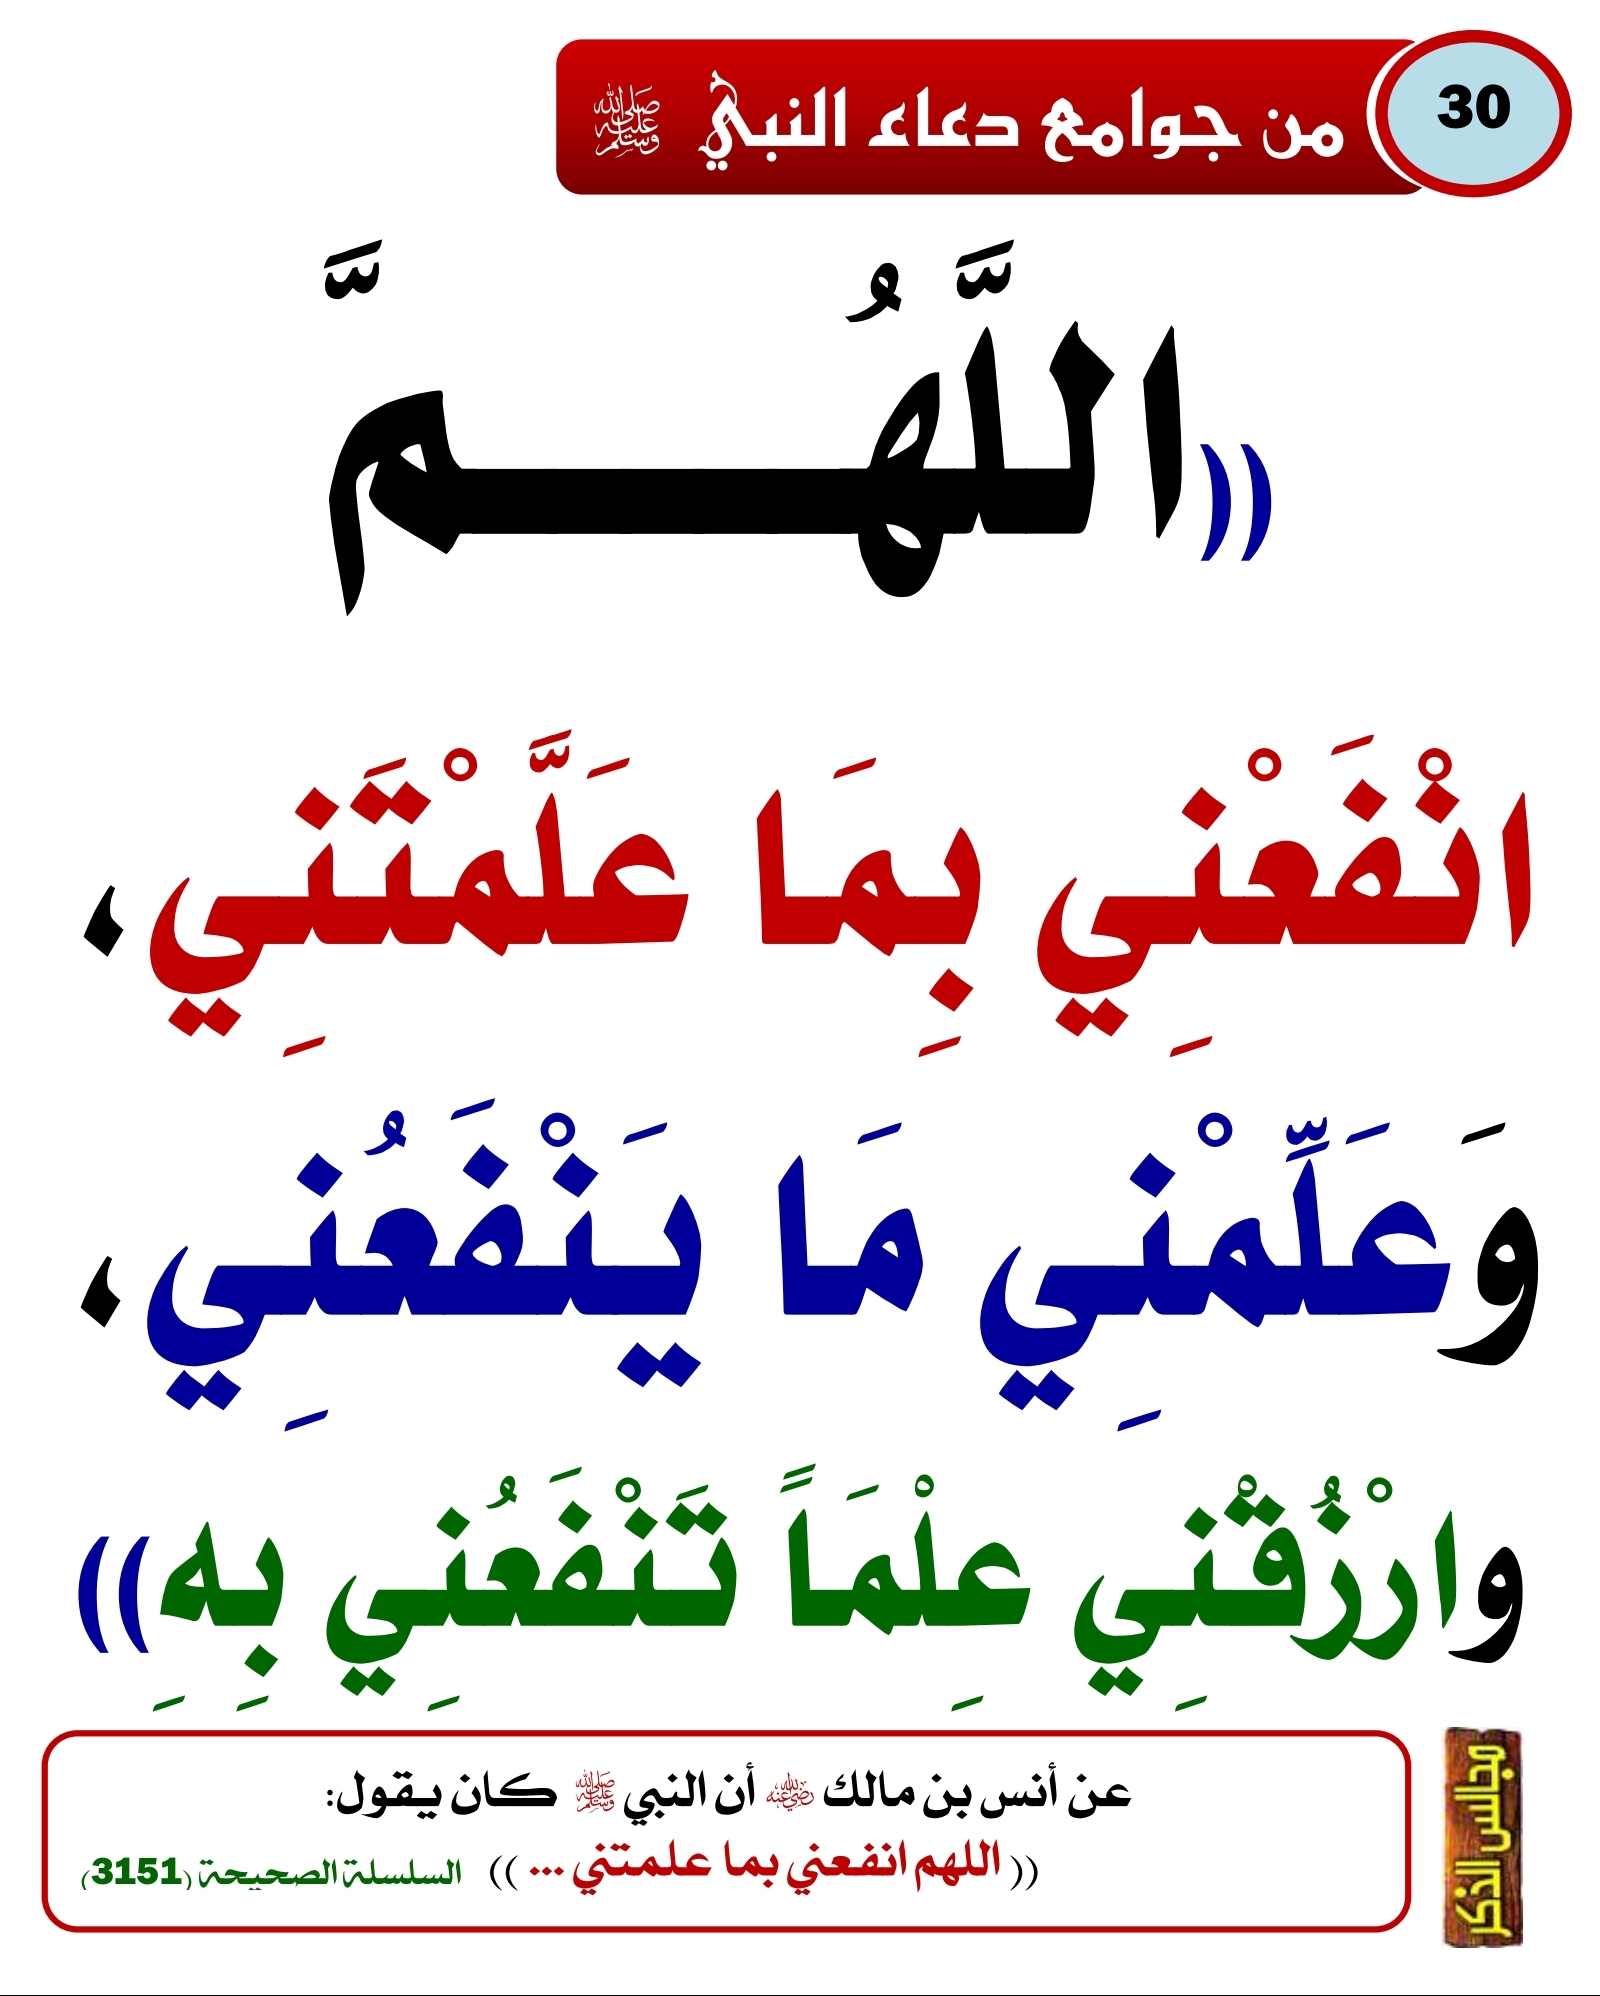 30
من جوامع دعاء النبي ﷺ
((اللَّهُـــــمَّ
انْفَعْنِي بِمَا عَلَّمْتَنِي،
وَعَلِّمْنِي مَا يَنْفَعُنِي،
وارْزُقْنِي عِلْمَاً تَنْفَعُنِي بِهِ))
عن أنس بن مالك رضي الله عنه أن النبي ﷺ كان يقول:
(( اللهم انفعني بما علمتني ... )) السلسلة الصحيحة (3151)
مجالس الذكر